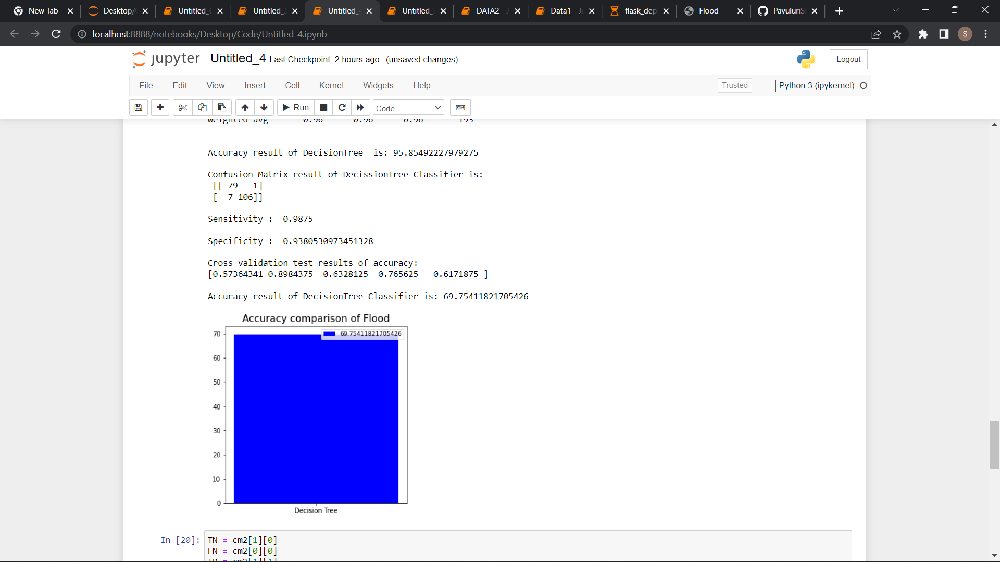 New Tab
Desktop/
Untitled_6
Untitled_5
Untitled_
Untitled_3
DATA2 - J
Data1 - Ju
flask_dep
Flood
PavuluriS
localhost:8888/notebooks/Desktop/Code/Untitled_4.ipynb
S
jupyter Untitled_4 Last Checkpoint: 2 hours ago (unsaved changes)
Logout
File Edit View Insert Cell Kernel Widgets Help
Trusted
Python 3 (ipykernel)
Run
Code
weighted avg 0.96 0.96 0.96 193
Accuracy result of DecisionTree  is: 95.85492227979275
Confusion Matrix result of DecissionTree Classifier is:
[[ 79   1]
[  7 106]]
Sensitivity :  0.9875
Specificity :  0.9380530973451328
Cross validation test results of accuracy:
[0.57364341 0.8984375  0.6328125  0.765625   0.6171875 ]
Accuracy result of DecisionTree Classifier is: 69.75411821705426
Accuracy comparison of Flood
69.75411821705426
70
60
50
40
30
20
10
0
Decision Tree
In [20]:
TN = cm2[1][0]
FN = cm2[0][0]
TP = cm2[1][1]